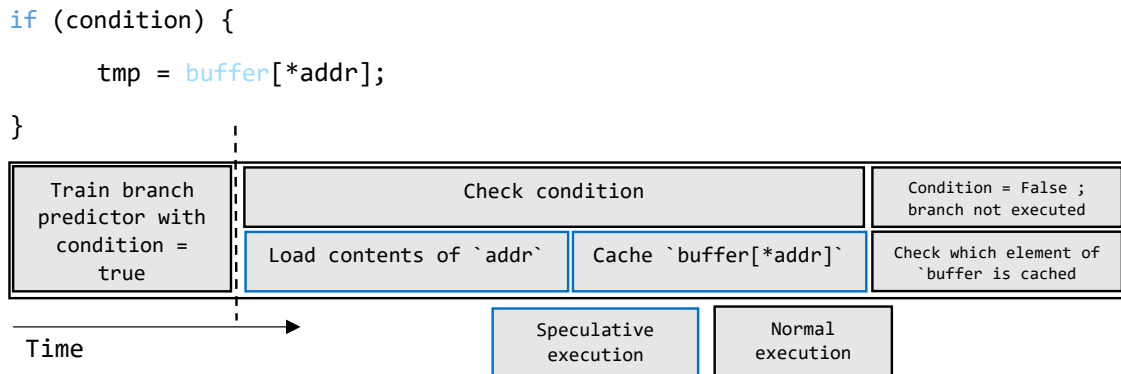 if (condition) {
tmp = buffer[*addr];
}
Train branch
predictor with
condition =
true
Check condition
Condition = False ;
branch not executed
Load contents of `addr`
Cache `buffer[*addr]`
Check which element of
`buffer is cached
Time
Speculative
execution
Normal
execution